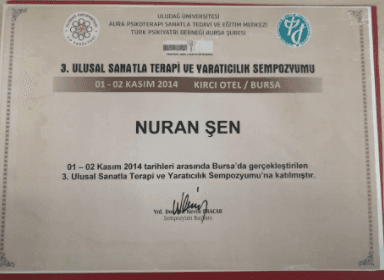 ULUDAĞ ÜNİVERSİTESİ
AURA PSİKOTERAPİ SANATLA TEDAVİ VE EĞİTİM MERKEZİ
TÜRK PSİKİYATRİ DERNEĞİ BURSA ŞUBESİ
3. ULUSAL SANATLA TERAPİ VE YARATICILIK SEMPOZYUMU
01 - 02 KASIM 2014 KIRCI OTEL / BURSA
NURAN ŞEN
01 – 02 Kasım 2014 tarihleri arasında Bursa'da gerçekleştirilen
3. Ulusal Sanatla Terapi ve Yaratıcılık Sempozyumu'na katılmıştır.
Yrd.
Sempozyum Başkanı